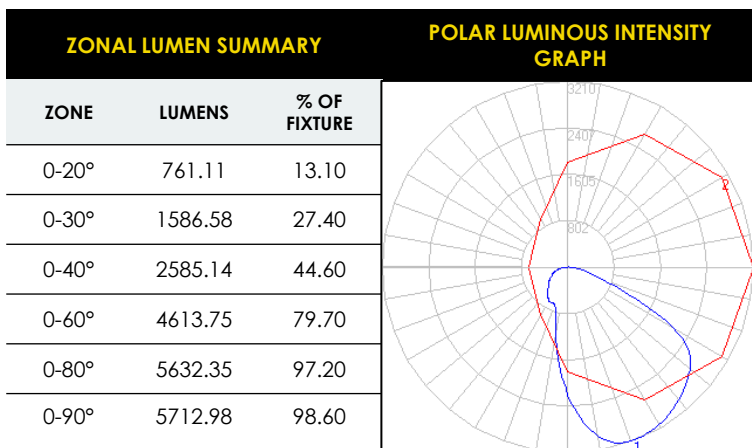 ZONAL LUMEN SUMMARY
POLAR LUMINOUS INTENSITY
GRAPH
ZONE LUMENS % OF
FIXTURE
0-20° 761.11 13.10
0-30° 1586.58 27.40
0-40° 2585.14 44.60
0-60° 4613.75 79.70
0-80° 5632.35 97.20
0-90° 5712.98 98.60
3210
2407
1605
802
2
1